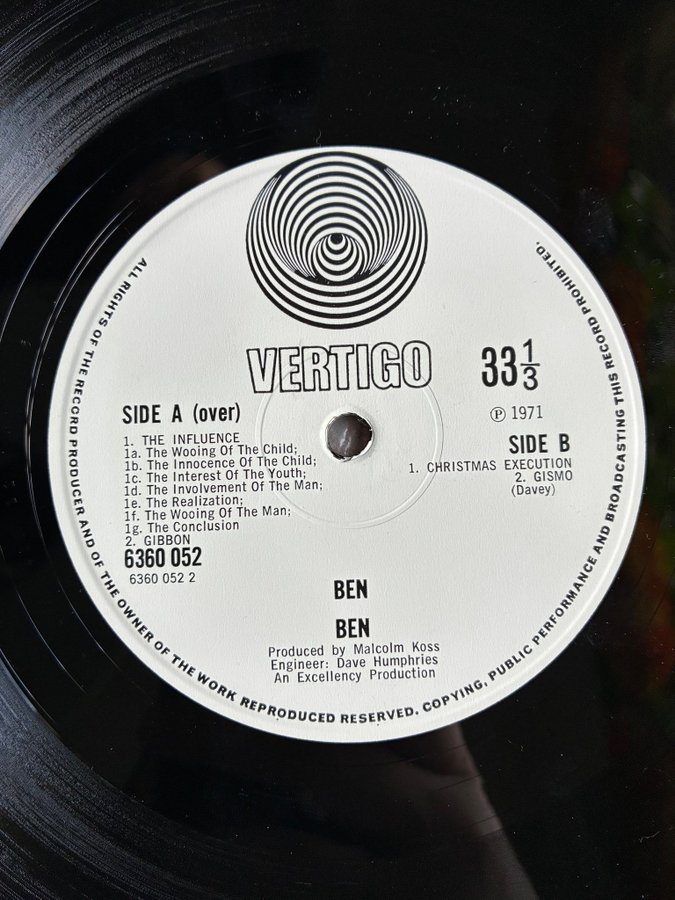 VERTIGO
33 1/3
℗ 1971
SIDE A (over)
1. THE INFLUENCE
1a. The Wooing Of The Child;
1b. The Innocence Of The Child;
1c. The Interest Of The Youth;
1d. The Involvement Of The Man;
1e. The Realization;
1f. The Wooing Of The Man;
1g. The Conclusion
2. GIBBON
6360 052
6360 052 2
SIDE B
1. CHRISTMAS EXECUTION
2. GISMO
(Davey)
BEN
BEN
Produced by Malcolm Koss
Engineer: Dave Humphries
An Excellency Production
ALL RIGHTS OF THE RECORD PRODUCER AND OF THE OWNER OF THE WORK REPRODUCED RESERVED. COPYING, PUBLIC PERFORMANCE AND BROADCASTING THIS RECORD PROHIBITED.